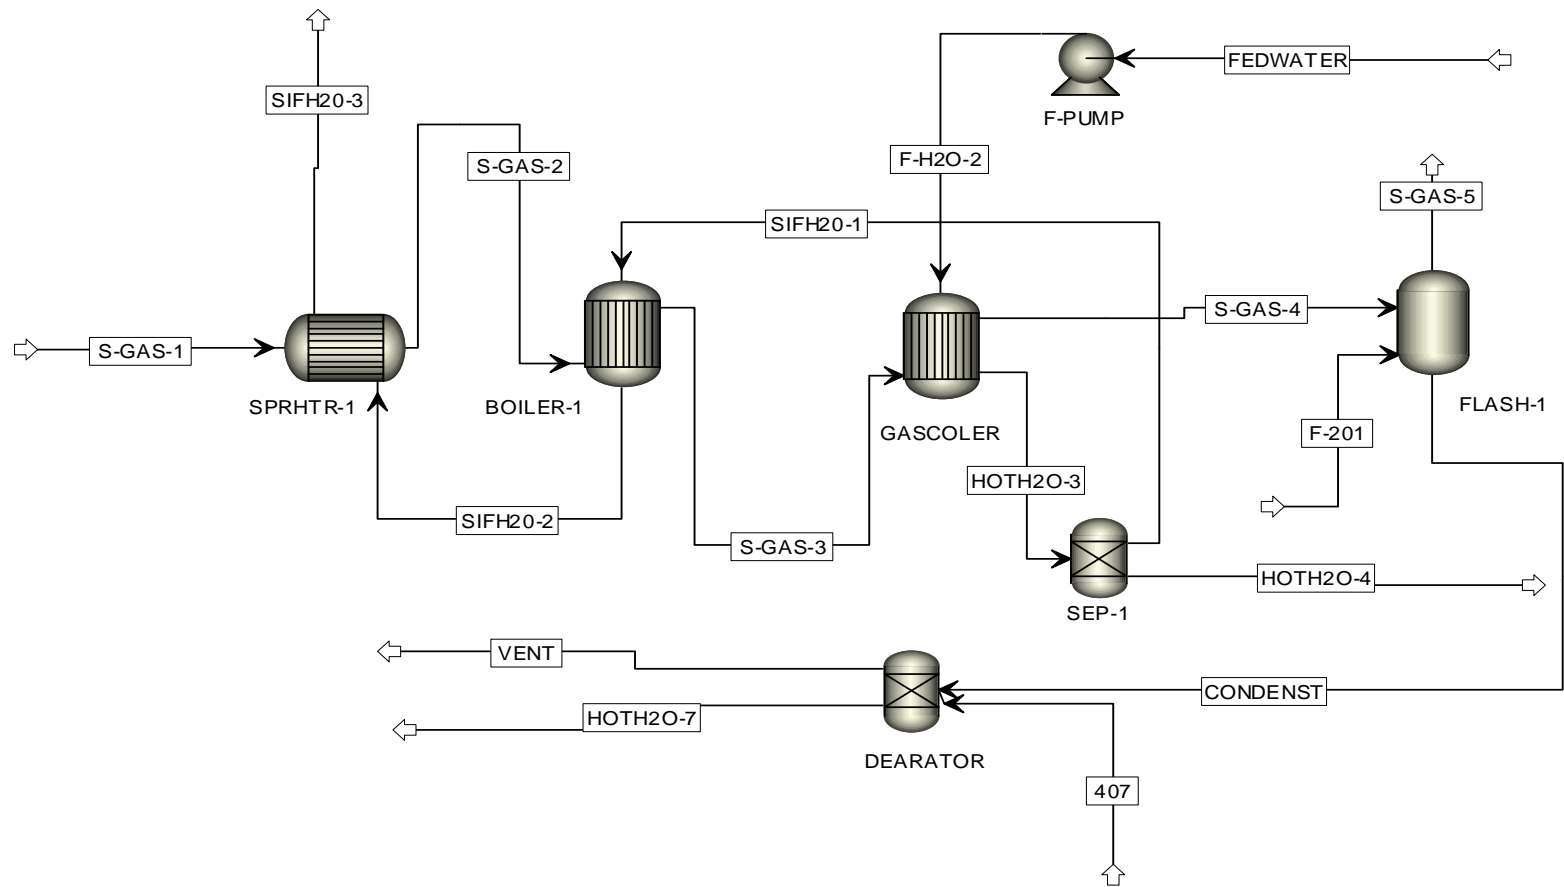 FEDWATER
SIFH20-3
F-PUMP
F-H2O-2
S-GAS-2
S-GAS-5
SIFH20-1
S-GAS-4
S-GAS-1
SPRHTR-1
BOILER-1
FLASH-1
GASCOLER
F-201
HOTH2O-3
SIFH20-2
S-GAS-3
HOTH2O-4
SEP-1
VENT
CONDENST
HOTH2O-7
DEARATOR
407